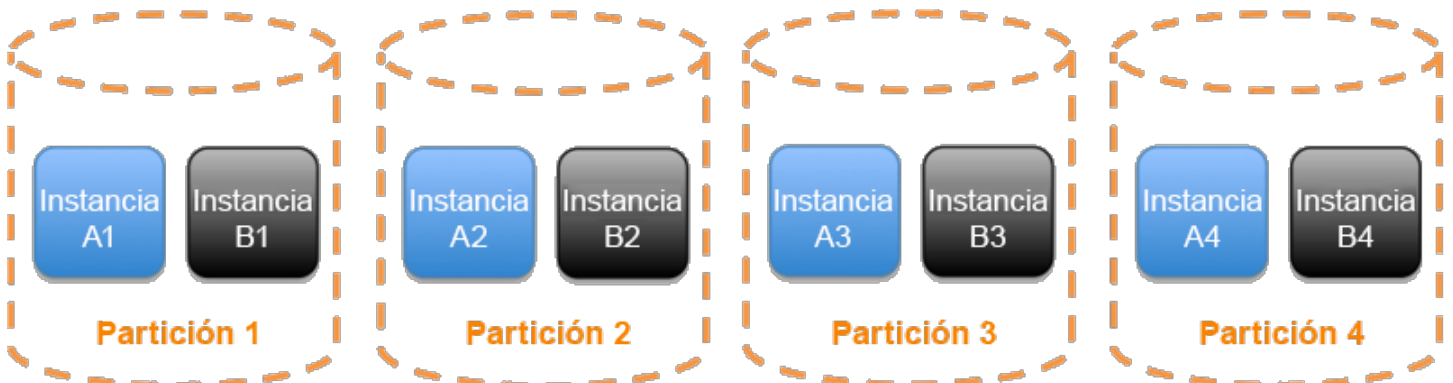 Instancia
A1
Instancia
B1
Partición 1
Instancia
A2
Instancia
B2
Partición 2
Instancia
A3
Instancia
B3
Partición 3
Instancia
A4
Instancia
B4
Partición 4